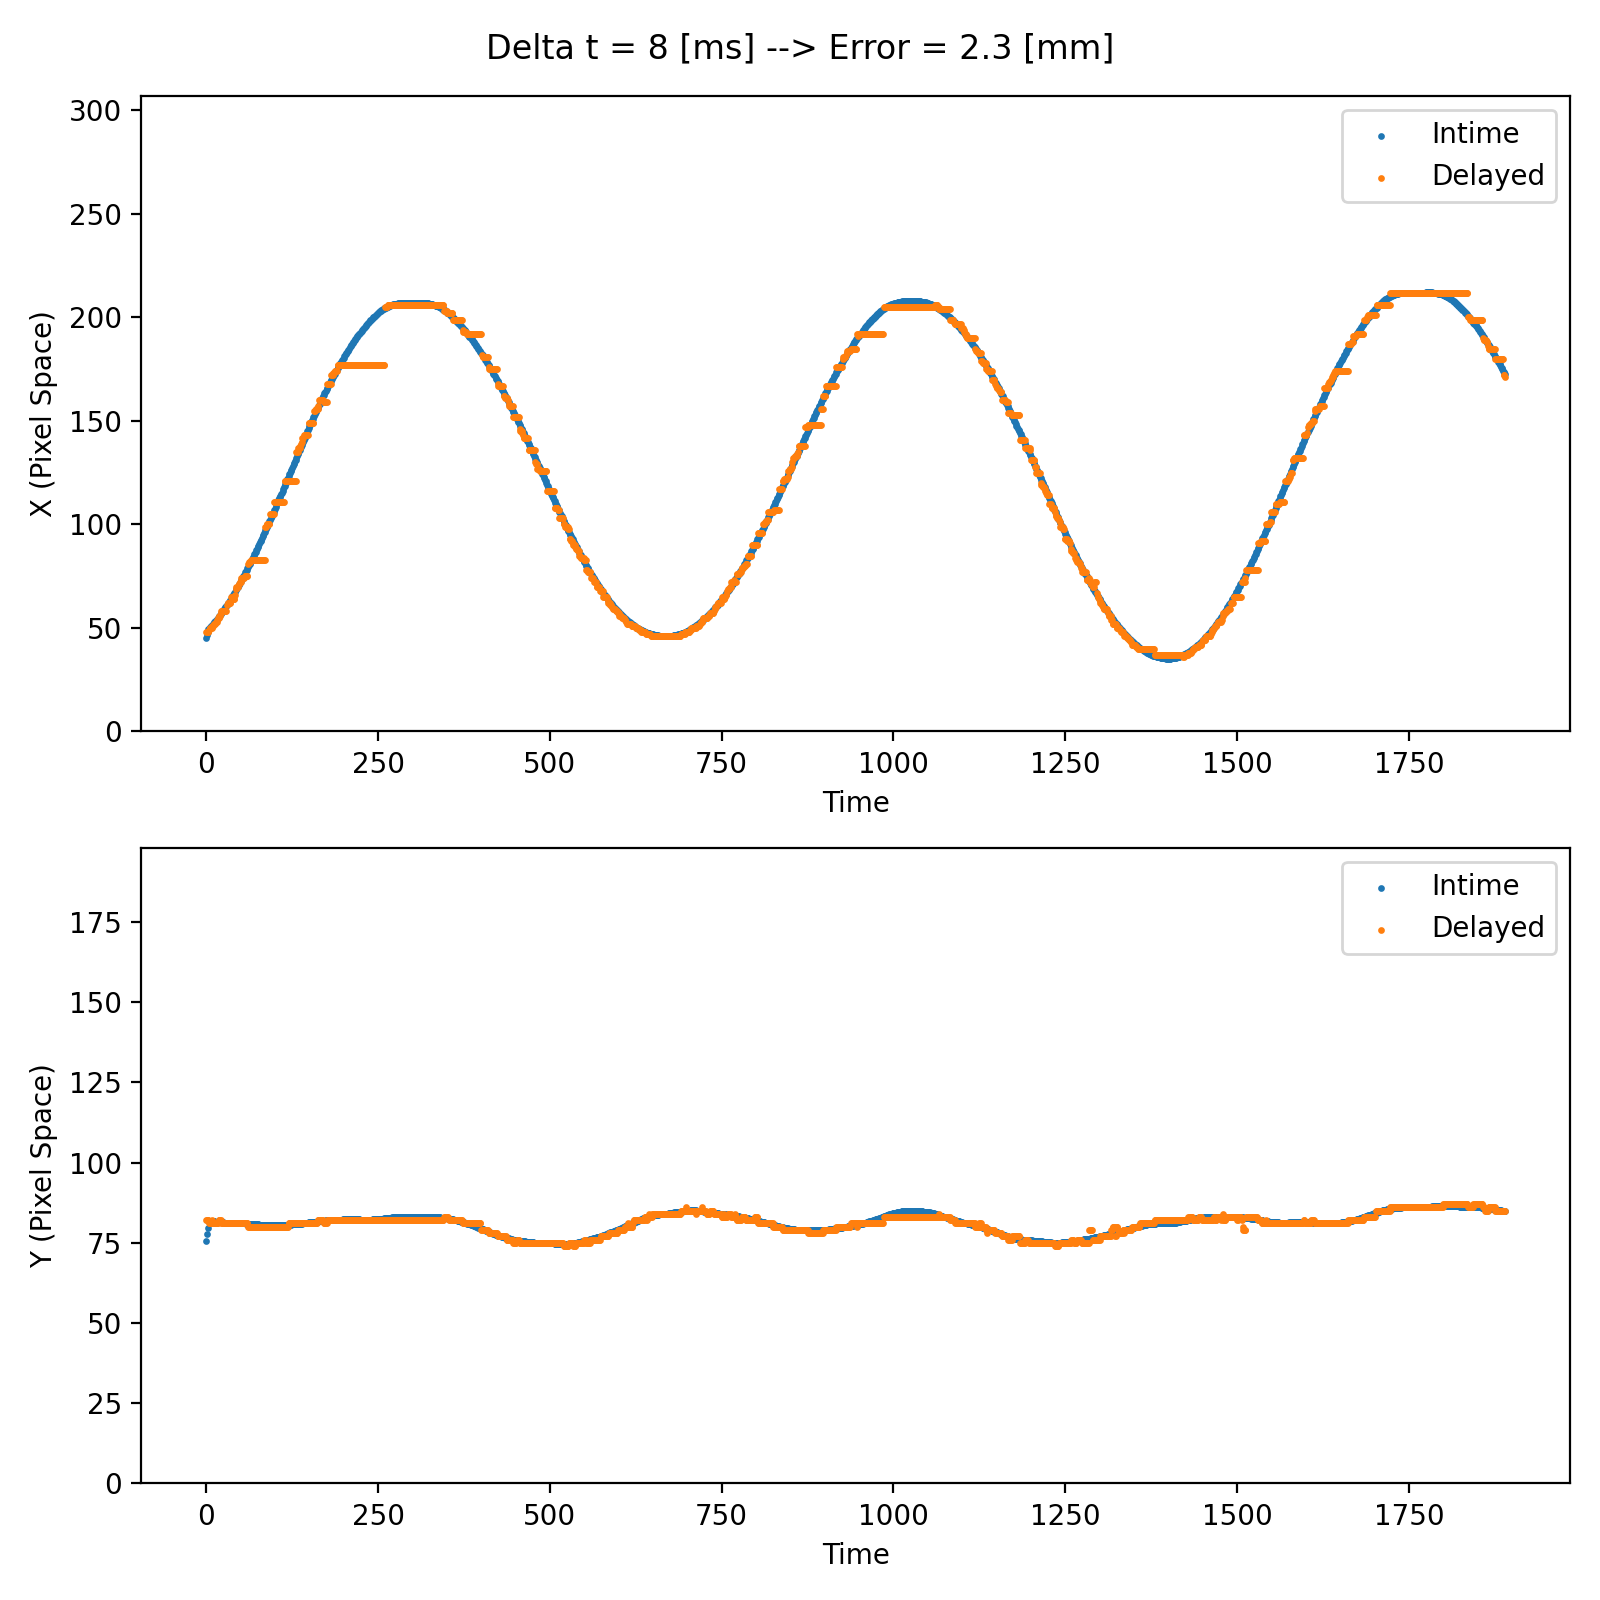 Delta t = 8 [ms] --> Error = 2.3 [mm]
300
250
200
150
100
50
0
X (Pixel Space)
Intime
Delayed
0 250 500 750 1000 1250 1500 1750
Time
175
150
125
100
75
50
25
0
Y (Pixel Space)
Intime
Delayed
0 250 500 750 1000 1250 1500 1750
Time